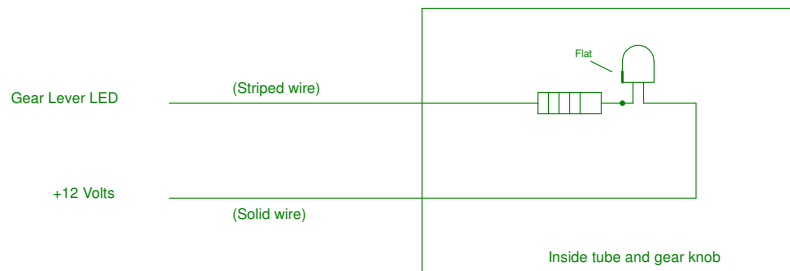 Flat
Gear Lever LED
(Striped wire)
+12 Volts
(Solid wire)
Inside tube and gear knob